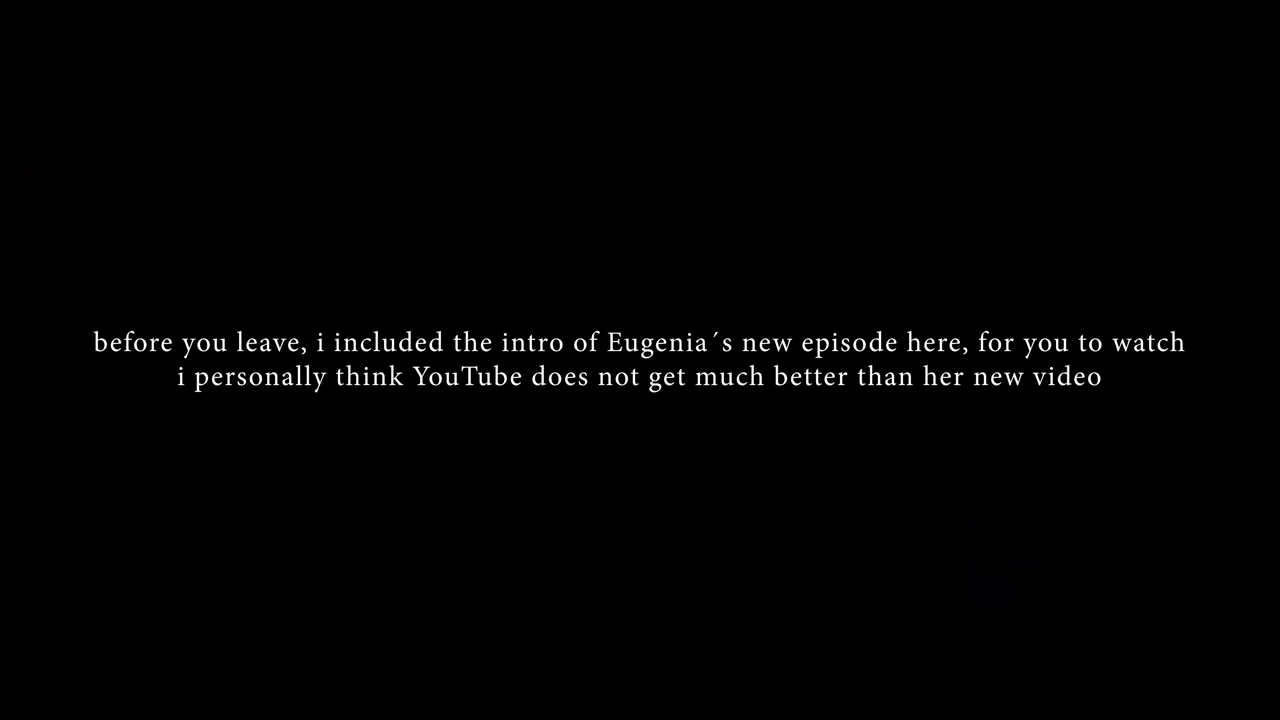 before you leave, i included the intro of Eugenia´s new episode here, for you to watch
i personally think YouTube does not get much better than her new video